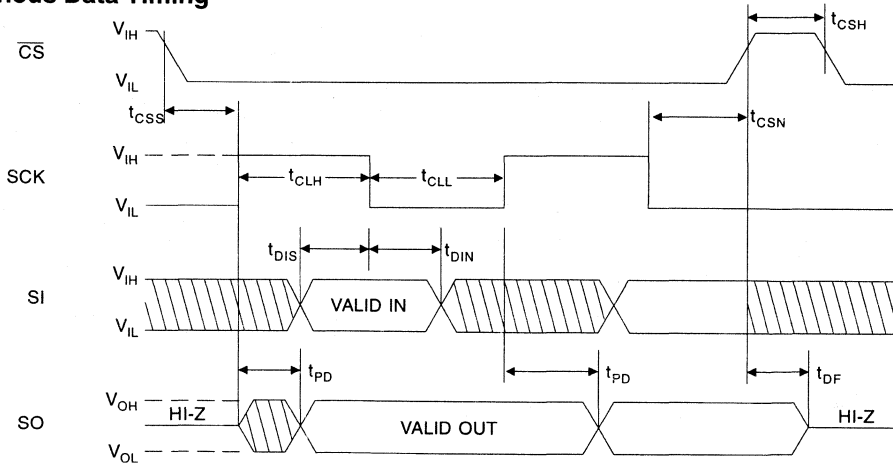 Data Timing
V_IH
t_CSH
CS
V_IL
t_CSS
t_CSN
V_IH
SCK
t_CLH
t_CLL
V_IL
t_DIS
t_DIN
V_IH
SI
VALID IN
V_IL
t_PD
t_PD
t_DF
V_OH
HI-Z
SO
VALID OUT
HI-Z
V_OL